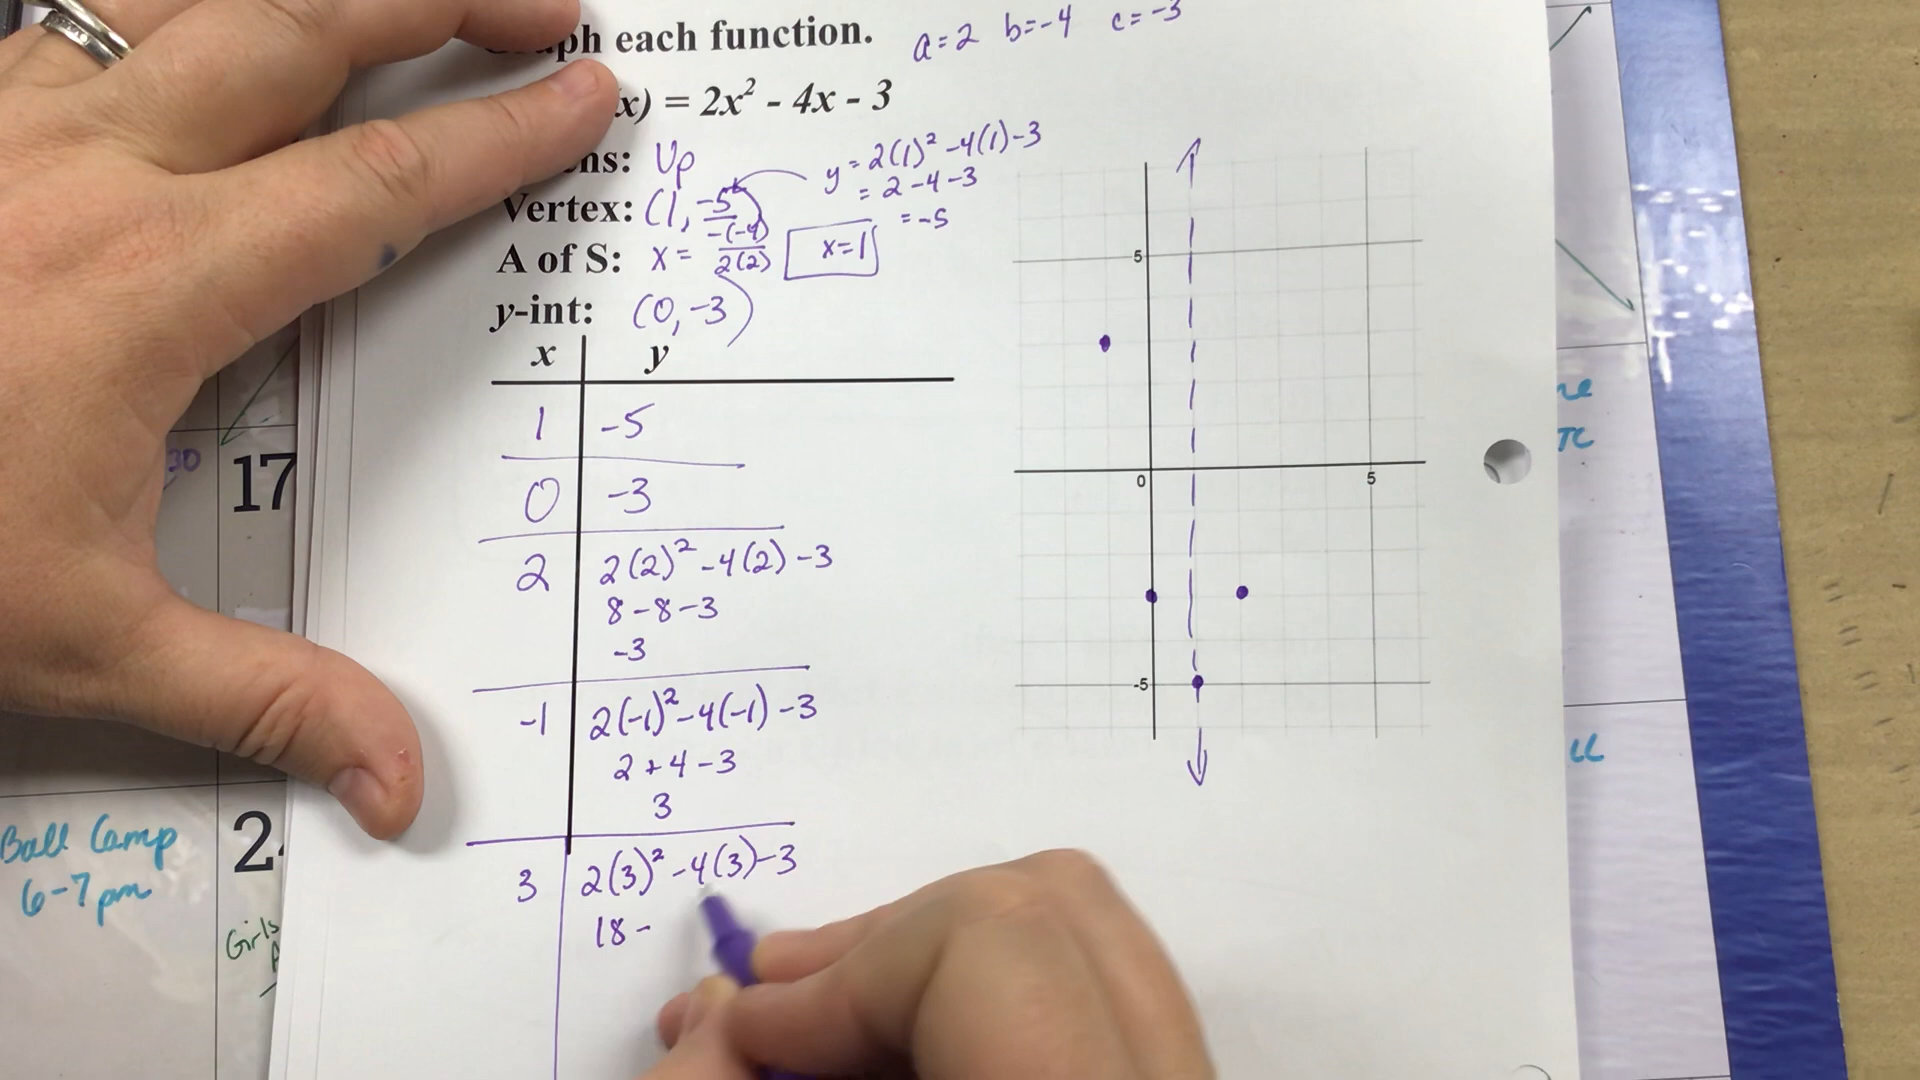 ph each function. a=2 b=-4 c=-3
x) = 2x² - 4x - 3
ns: Up
y = 2(1)² -4(1)-3
= 2-4-3
= -5
Vertex: (1, -5)
A of S: x = -(-4)/2(2) x=1
y-int: (0, -3)
x y
1 -5
0 -3
2 2(2)² -4(2) -3
8-8-3
-3
-1 2(-1)² -4(-1) -3
2+4-3
3
3 2(3)² -4(3)-3
18 -
5
0 5
-5
30 17
Ball Camp
6-7pm
2
Girls
TC
LL